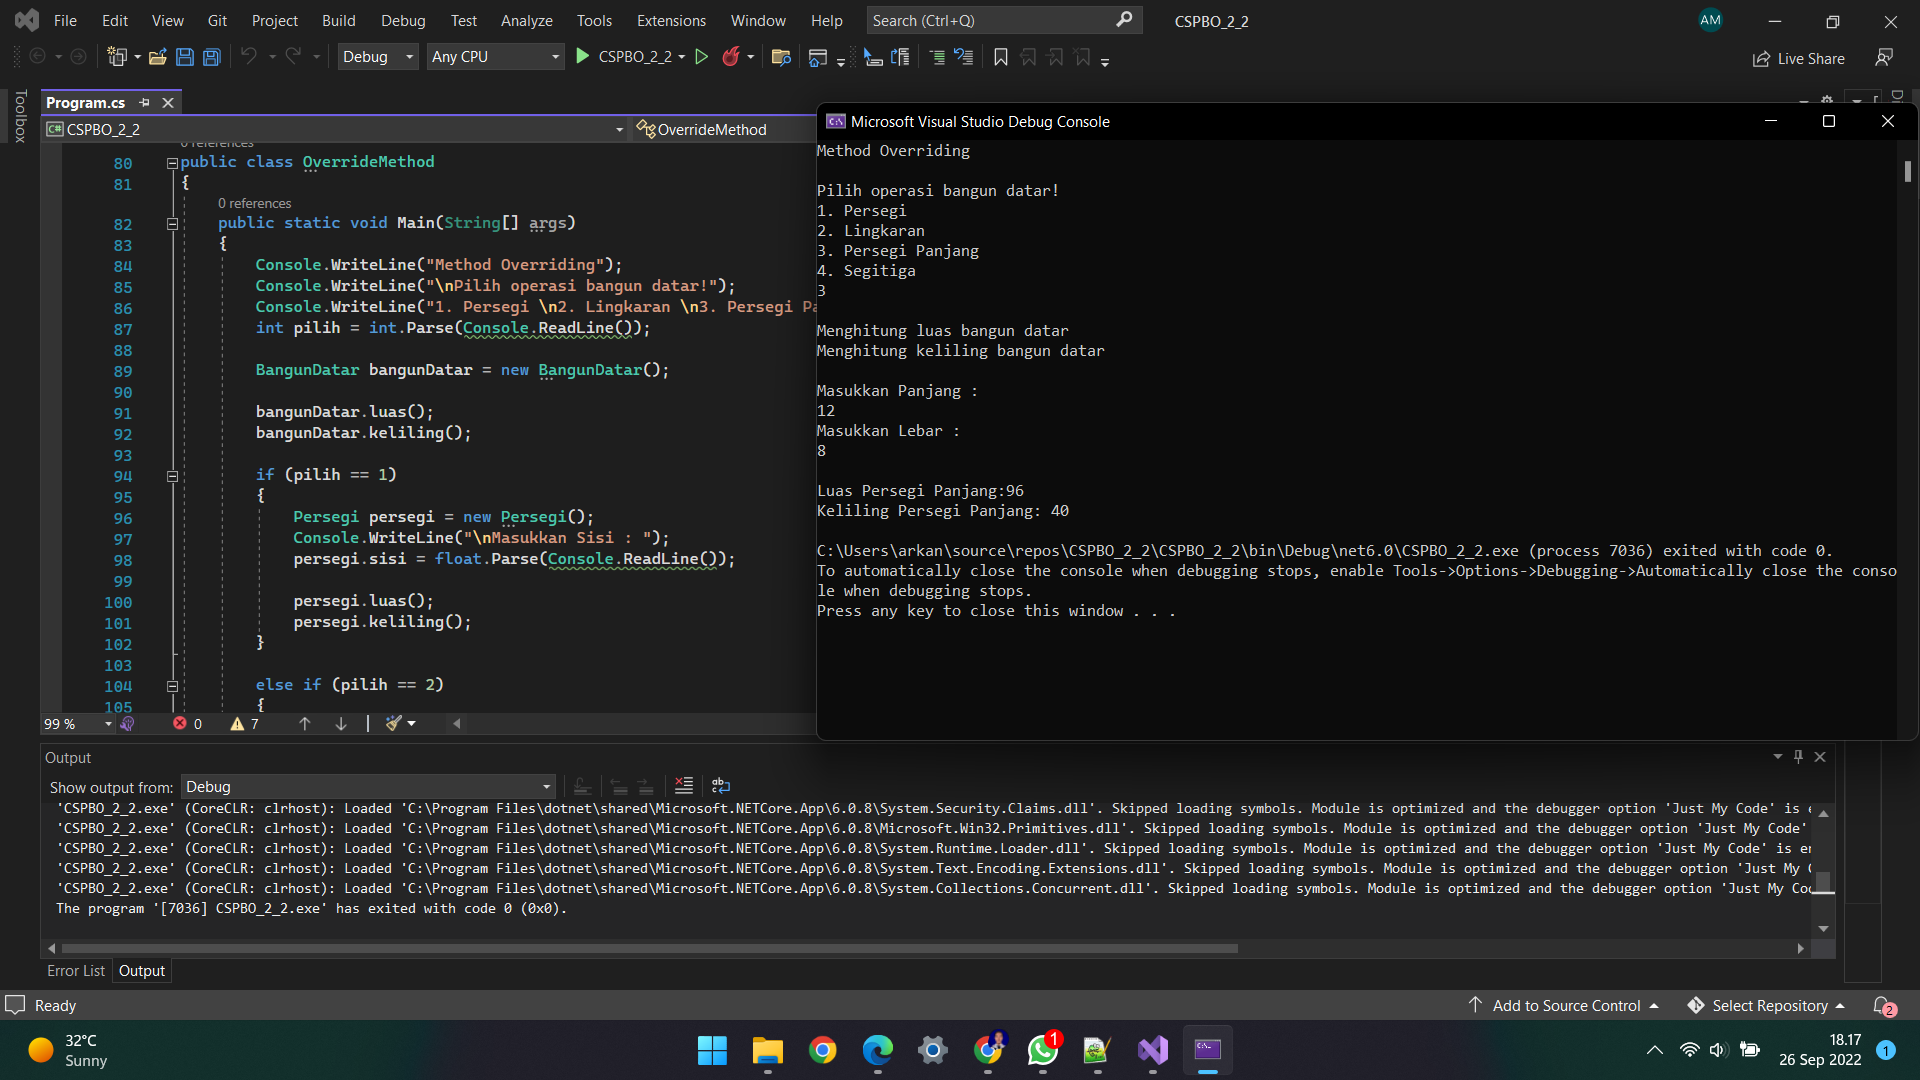 File Edit View Git Project Build Debug Test Analyze Tools Extensions Window Help Search (Ctrl+Q) CSPBO_2_2 AM
Debug Any CPU CSPBO_2_2 Live Share
Toolbox
Program.cs
C# CSPBO_2_2 OverrideMethod
0 references
80 public class OverrideMethod
81 {
0 references
82 public static void Main(String[] args)
83 {
84 Console.WriteLine("Method Overriding");
85 Console.WriteLine("\nPilih operasi bangun datar!");
86 Console.WriteLine("1. Persegi \n2. Lingkaran \n3. Persegi Pa
87 int pilih = int.Parse(Console.ReadLine());
88
89 BangunDatar bangunDatar = new BangunDatar();
90
91 bangunDatar.luas();
92 bangunDatar.keliling();
93
94 if (pilih == 1)
95 {
96 Persegi persegi = new Persegi();
97 Console.WriteLine("\nMasukkan Sisi : ");
98 persegi.sisi = float.Parse(Console.ReadLine());
99
100 persegi.luas();
101 persegi.keliling();
102 }
103
104 else if (pilih == 2)
105 {
99 % 0 7
Microsoft Visual Studio Debug Console
Method Overriding
Pilih operasi bangun datar!
1. Persegi
2. Lingkaran
3. Persegi Panjang
4. Segitiga
3
Menghitung luas bangun datar
Menghitung keliling bangun datar
Masukkan Panjang :
12
Masukkan Lebar :
8
Luas Persegi Panjang:96
Keliling Persegi Panjang: 40
C:\Users\arkan\source\repos\CSPBO_2_2\CSPBO_2_2\bin\Debug\net6.0\CSPBO_2_2.exe (process 7036) exited with code 0.
To automatically close the console when debugging stops, enable Tools->Options->Debugging->Automatically close the conso
le when debugging stops.
Press any key to close this window . . .
Output
Show output from: Debug
'CSPBO_2_2.exe' (CoreCLR: clrhost): Loaded 'C:\Program Files\dotnet\shared\Microsoft.NETCore.App\6.0.8\System.Security.Claims.dll'. Skipped loading symbols. Module is optimized and the debugger option 'Just My Code' is e
'CSPBO_2_2.exe' (CoreCLR: clrhost): Loaded 'C:\Program Files\dotnet\shared\Microsoft.NETCore.App\6.0.8\Microsoft.Win32.Primitives.dll'. Skipped loading symbols. Module is optimized and the debugger option 'Just My Code'
'CSPBO_2_2.exe' (CoreCLR: clrhost): Loaded 'C:\Program Files\dotnet\shared\Microsoft.NETCore.App\6.0.8\System.Runtime.Loader.dll'. Skipped loading symbols. Module is optimized and the debugger option 'Just My Code' is en
'CSPBO_2_2.exe' (CoreCLR: clrhost): Loaded 'C:\Program Files\dotnet\shared\Microsoft.NETCore.App\6.0.8\System.Text.Encoding.Extensions.dll'. Skipped loading symbols. Module is optimized and the debugger option 'Just My C
'CSPBO_2_2.exe' (CoreCLR: clrhost): Loaded 'C:\Program Files\dotnet\shared\Microsoft.NETCore.App\6.0.8\System.Collections.Concurrent.dll'. Skipped loading symbols. Module is optimized and the debugger option 'Just My Co
The program '[7036] CSPBO_2_2.exe' has exited with code 0 (0x0).
Error List Output
Ready Add to Source Control Select Repository 2
32°C
Sunny
1
18.17
26 Sep 2022
1